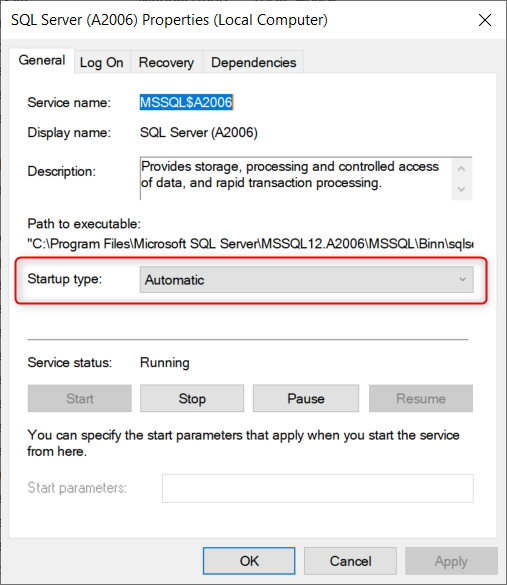 SQL Server (A2006) Properties (Local Computer)
General Log On Recovery Dependencies
Service name: MSSQL$A2006
Display name: SQL Server (A2006)
Description: Provides storage, processing and controlled access
of data, and rapid transaction processing.
Path to executable:
"C:\Program Files\Microsoft SQL Server\MSSQL12.A2006\MSSQL\Binn\sqlse
Startup type: Automatic
Service status: Running
Start Stop Pause Resume
You can specify the start parameters that apply when you start the service
from here.
Start parameters:
OK Cancel Apply